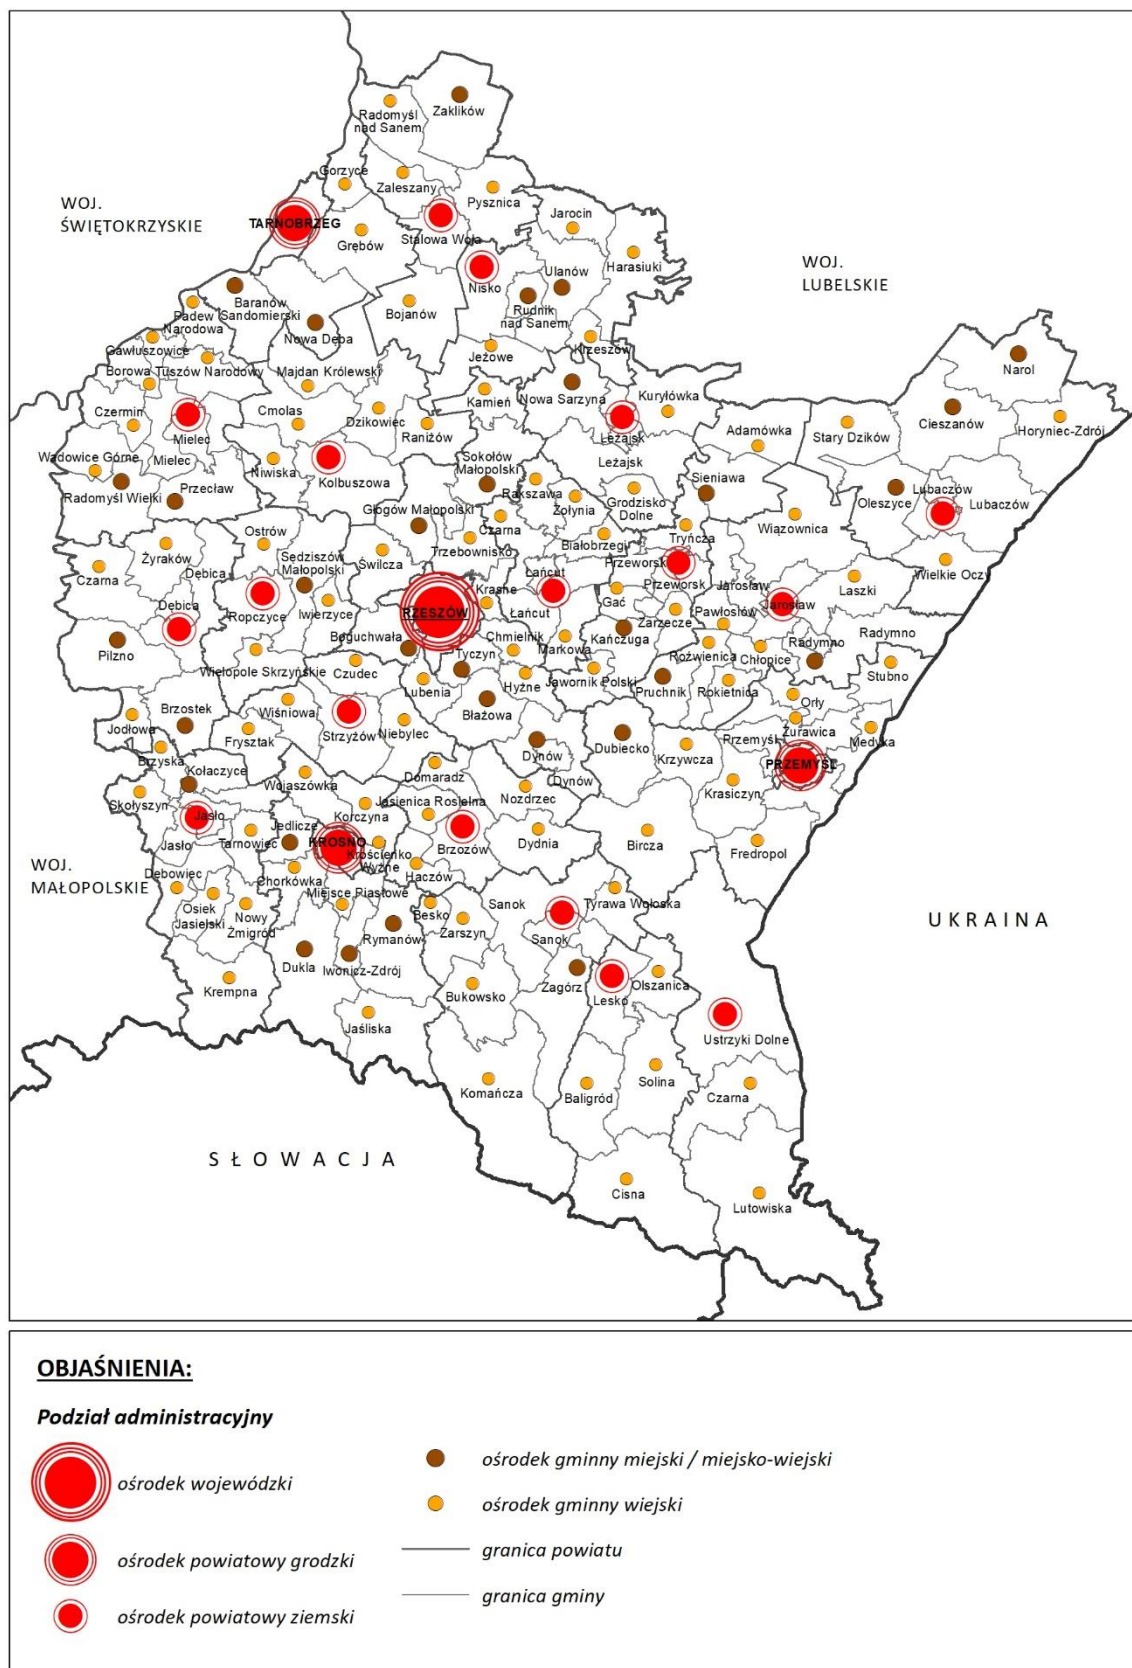 Zaklików
Radomyśl
nad Sanem
Gorzyce
Zaleszany
Pysznica
WOJ.
ŚWIĘTOKRZYSKIE
TARNOBRZEG
Grębów
Stalowa Wola
Jarocin
Harasiuki
WOJ.
LUBELSKIE
Nisko
Ulanów
Rudnik
nad Sanem
Baranów
Sandomierski
Padew
Narodowa
Nowa Dęba
Bojanów
Jeżowe
Krzeszów
Gawłuszowice
Borowa
Tuszów Narodowy
Majdan Królewski
Narol
Cieszanów
Horyniec-Zdrój
Czermin
Mielec
Mielec
Cmolas
Dzikowiec
Raniżów
Kamień
Nowa Sarzyna
Kuryłówka
Leżajsk
Leżajsk
Adamówka
Stary Dzików
Wadowice Górne
Radomyśl Wielki
Przecław
Niwiska
Kolbuszowa
Sokołów
Małopolski
Rakszawa
Żołynia
Grodzisko
Dolne
Sieniawa
Oleszyce
Lubaczów
Lubaczów
Głogów Małopolski
Czarna
Trzebownisko
Białobrzegi
Tryńcza
Wiązownica
Ostrów
Sędziszów
Małopolski
Świlcza
Żyraków
Czarna
Dębica
Dębica
Ropczyce
Iwierzyce
RZESZÓW
Krasne
Łańcut
Łańcut
Przeworsk
Przeworsk
Gać
Zarzecze
Jarosław
Jarosław
Pawłosiów
Laszki
Wielkie Oczy
Pilzno
Boguchwała
Tyczyn
Chmielnik
Markowa
Kańczuga
Roźwienica
Chłopice
Radymno
Radymno
Wielopole Skrzyńskie
Czudec
Lubenia
Hyżne
Jawornik Polski
Pruchnik
Rokietnica
Stubno
Orły
Jodłowa
Brzostek
Wiśniowa
Frysztak
Strzyżów
Niebylec
Błażowa
Dynów
Dynów
Dubiecko
Krzywcza
Przemyśl
Żurawica
Medyka
PRZEMYŚL
Krasiczyn
Brzyska
Kołaczyce
Wojaszówka
Domaradz
Nozdrzec
Skołyszyn
Jasło
Jasło
Jedlicze
Korczyna
Jasienica Rosielna
Brzozów
Dydnia
Bircza
Fredropol
Tarnowiec
KROSNO
Krościenko
Wyżne
Haczów
WOJ.
MAŁOPOLSKIE
Dębowiec
Chorkówka
Miejsce Piastowe
Osiek
Jasielski
Nowy
Żmigród
Besko
Zarszyn
Sanok
Sanok
Tyrawa Wołoska
UKRAINA
Rymanów
Dukla
Iwonicz-Zdrój
Krempna
Jaśliska
Bukowsko
Zagórz
Lesko
Olszanica
Ustrzyki Dolne
Komańcza
Baligród
Solina
Czarna
SŁOWACJA
Cisna
Lutowiska
OBJAŚNIENIA:
Podział administracyjny
ośrodek wojewódzki
ośrodek powiatowy grodzki
ośrodek powiatowy ziemski
ośrodek gminny miejski / miejsko-wiejski
ośrodek gminny wiejski
granica powiatu
granica gminy